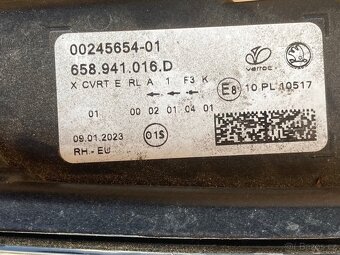 00245654-01
658.941.016.D
X CVRT E RL A 1 F3 K
E8 10 PL 10517
01 00 02 01 04 01
09.01.2023 01S
RH.- EU